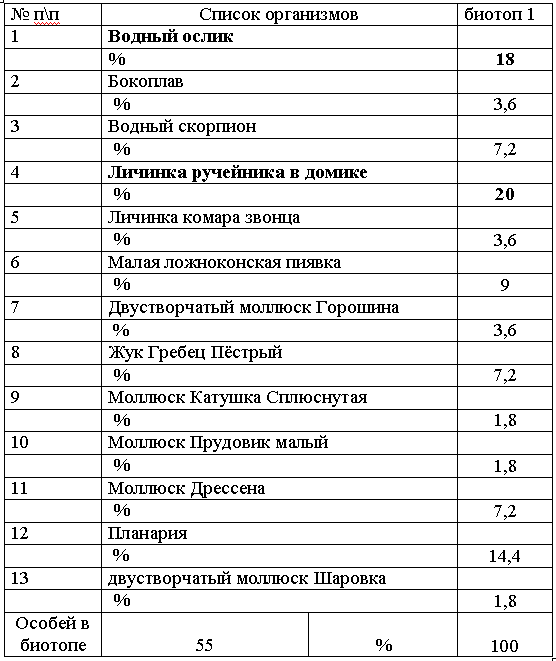 № п\п Список организмов биотоп 1
1 Водный ослик
% 18
2 Бокоплав
% 3,6
3 Водный скорпион
% 7,2
4 Личинка ручейника в домике
% 20
5 Личинка комара звонца
% 3,6
6 Малая ложноконская пиявка
% 9
7 Двустворчатый моллюск Горошина
% 3,6
8 Жук Гребец Пёстрый
% 7,2
9 Моллюск Катушка Сплюснутая
% 1,8
10 Моллюск Прудовик малый
% 1,8
11 Моллюск Дрессена
% 7,2
12 Планария
% 14,4
13 двустворчатый моллюск Шаровка
% 1,8
Особей в
биотопе 55 % 100